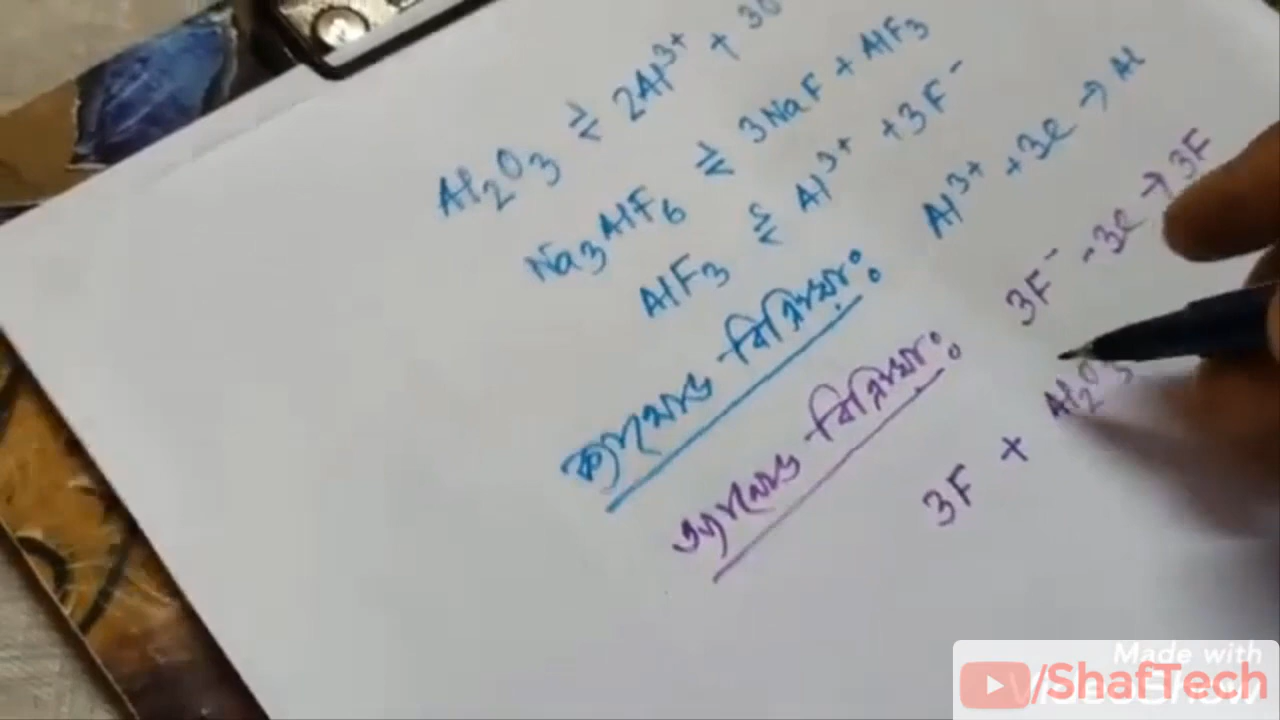 Al₂O₃ ⇌ 2Al³⁺ + 3O
Na₃AlF₆ ⇌ 3NaF + AlF₃
AlF₃ ⇌ Al³⁺ + 3F⁻
ক্যাথোড বিক্রিয়া: Al³⁺ + 3e → Al
অ্যানোড বিক্রিয়া: 3F⁻ - 3e → 3F
3F + Al₂O₃
Made with
/ShafTech